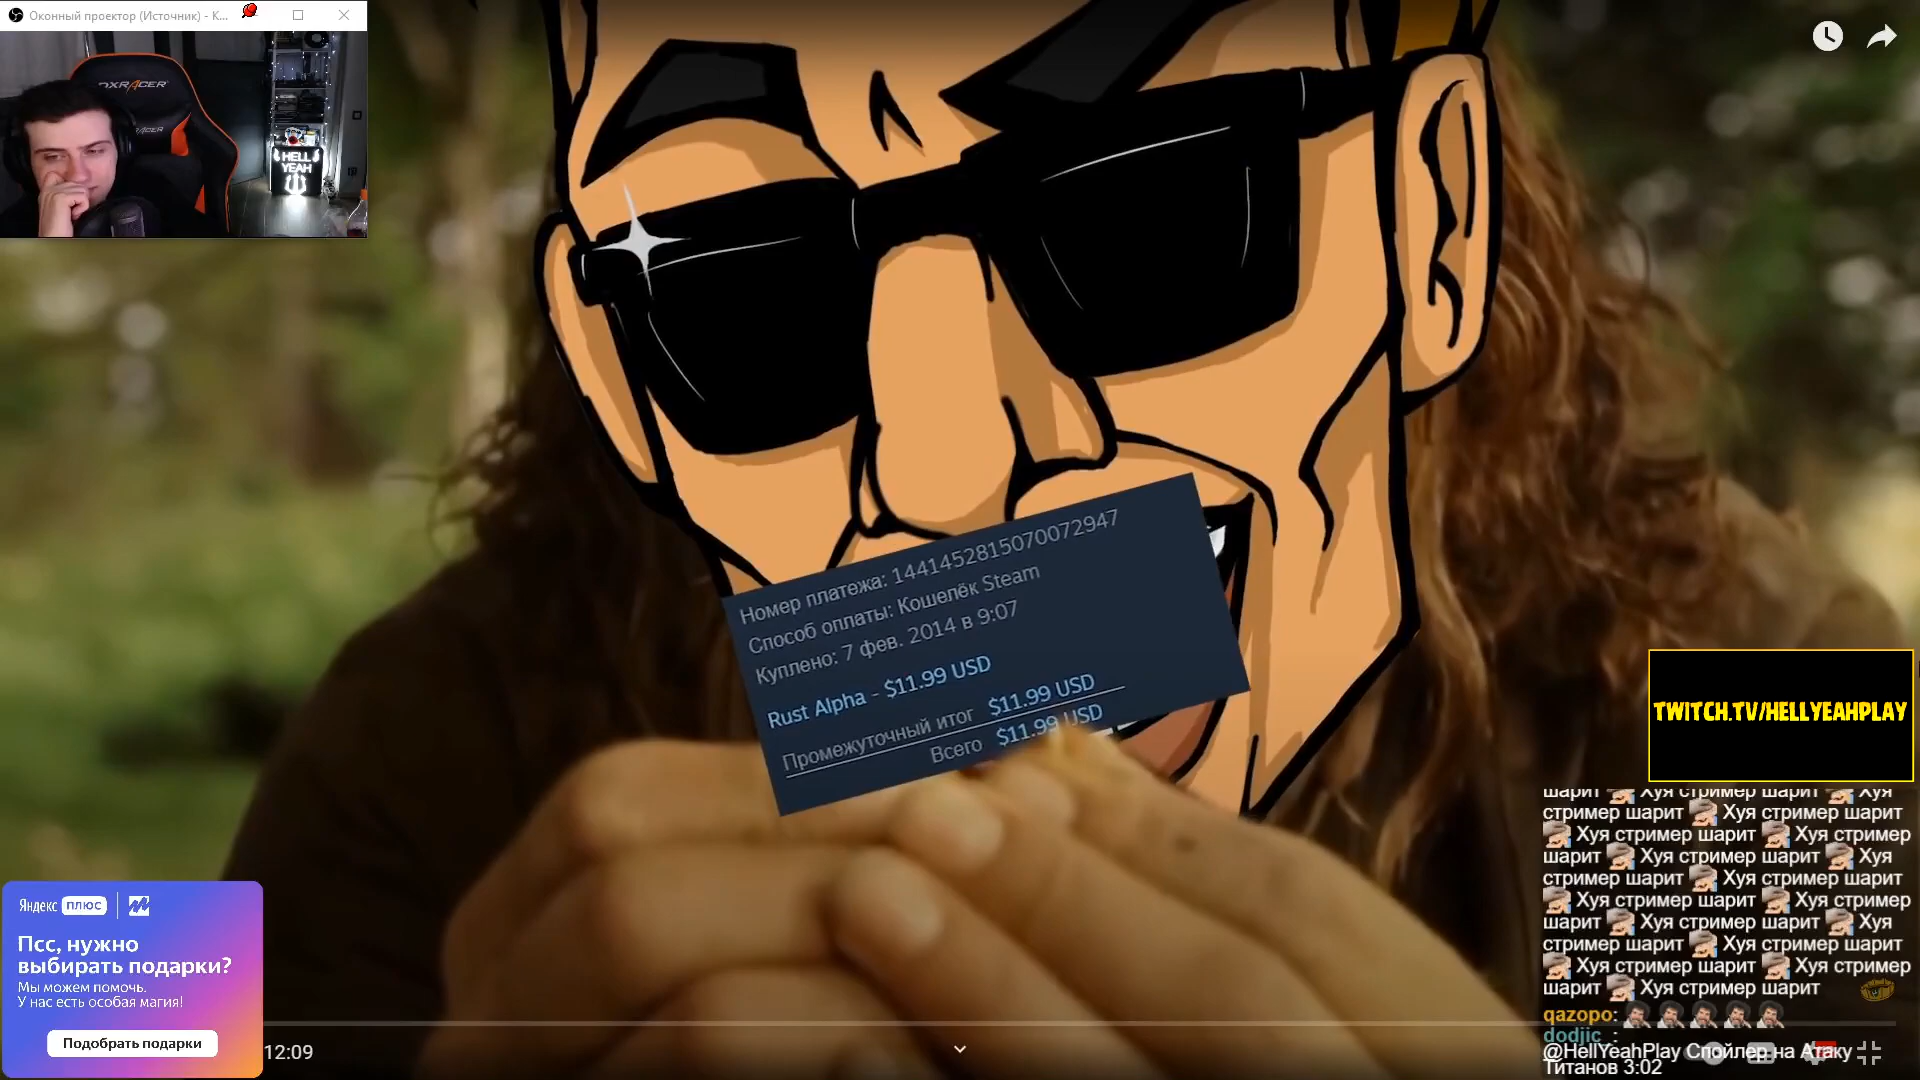 Оконный проектор (Источник) - К...
DXRACER
HELL
YEAH
Номер платежа: 1441452815070072947
Способ оплаты: Кошелёк Steam
Куплено: 7 фев. 2014 в 9:07
Rust Alpha - $11.99 USD
Промежуточный итог $11.99 USD
Всего $11.99 USD
TWITCH.TV/HELLYEAHPLAY
шарит Хуя стример шарит Хуя
стример шарит Хуя стример шарит
Хуя стример шарит Хуя стример
шарит Хуя стример шарит Хуя
стример шарит Хуя стример шарит
Хуя стример шарит Хуя стример
шарит Хуя стример шарит Хуя
стример шарит Хуя стример шарит
Хуя стример шарит Хуя стример
шарит Хуя стример шарит
qazopo:
dodjic :
@HellYeahPlay Спойлер на Атаку
Титанов 3:02
Яндекс плюс
Псс, нужно
выбирать подарки?
Мы можем помочь.
У нас есть особая магия!
Подобрать подарки
12:09